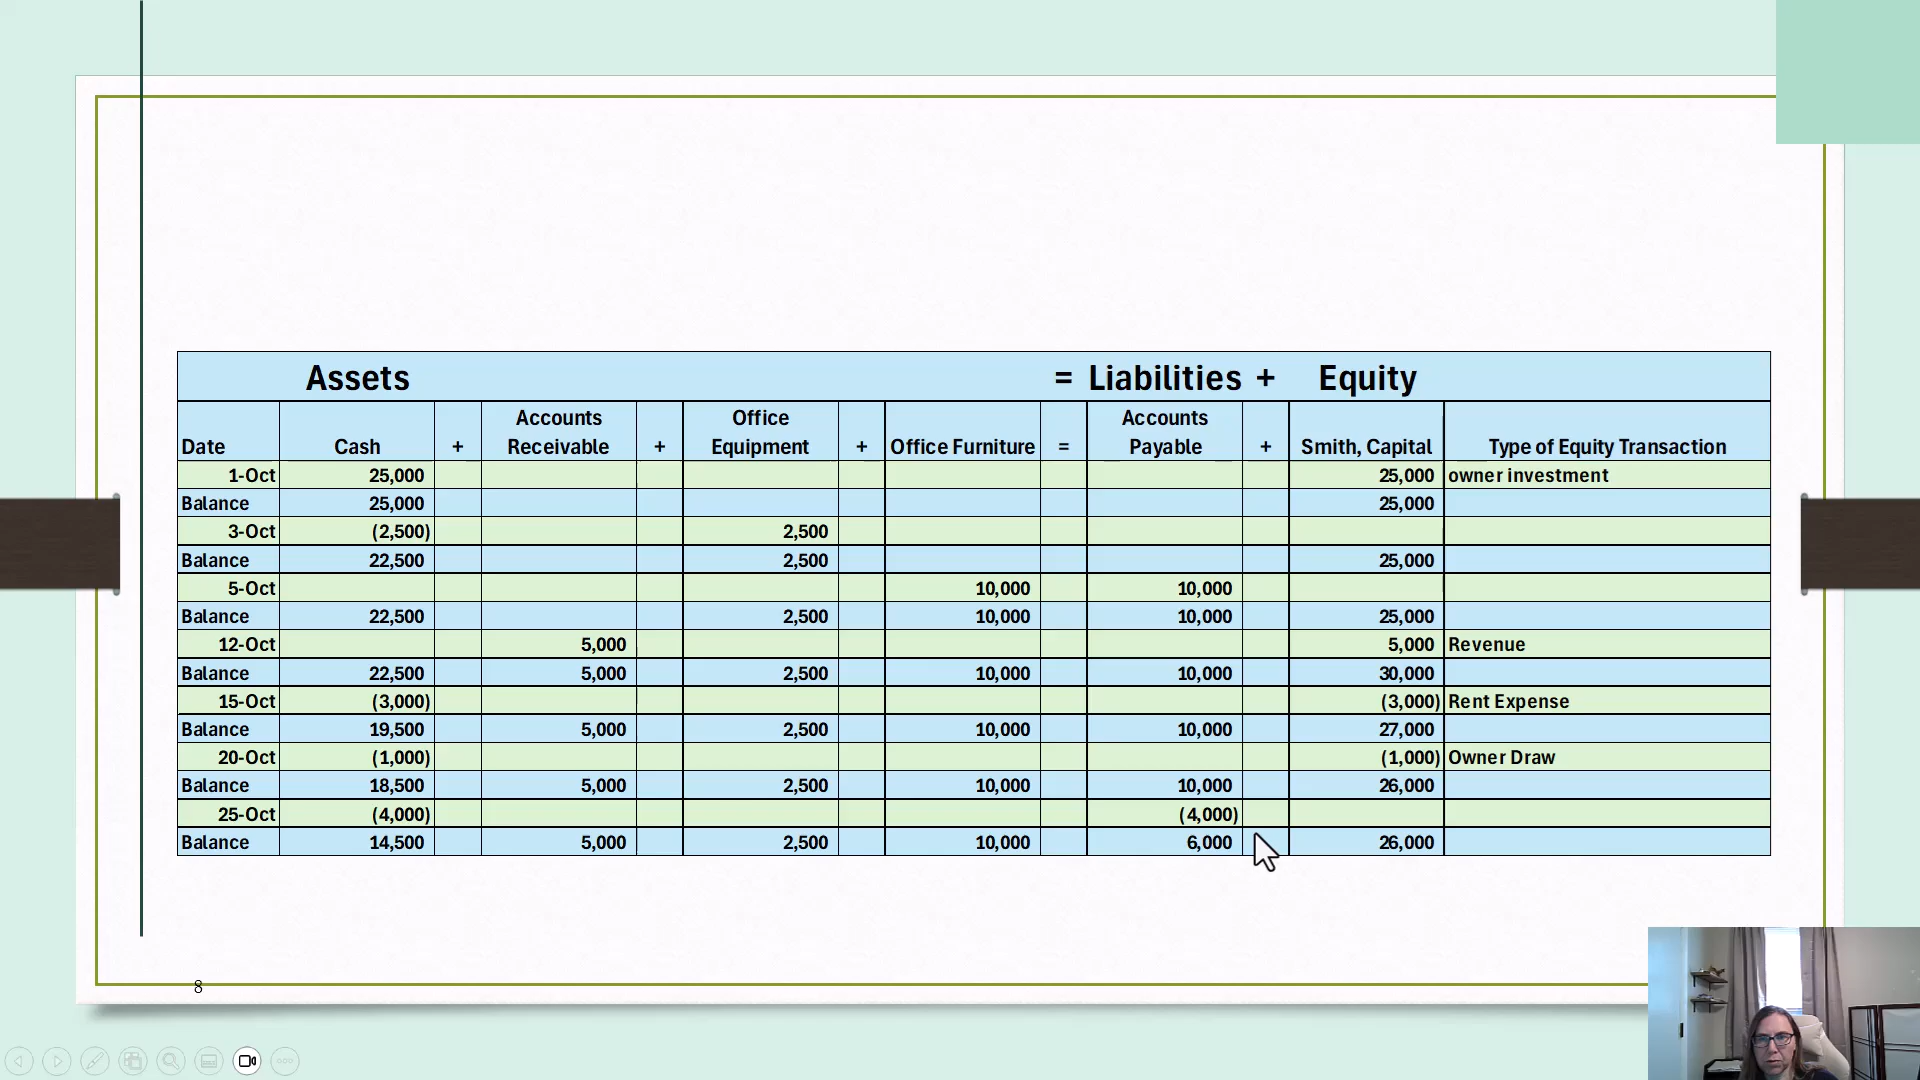 Assets = Liabilities + Equity
Date Cash + Accounts Receivable + Office Equipment + Office Furniture = Accounts Payable + Smith, Capital Type of Equity Transaction
1-Oct 25,000 25,000 owner investment
Balance 25,000 25,000
3-Oct (2,500) 2,500
Balance 22,500 2,500 25,000
5-Oct 10,000 10,000
Balance 22,500 2,500 10,000 10,000 25,000
12-Oct 5,000 5,000 Revenue
Balance 22,500 5,000 2,500 10,000 10,000 30,000
15-Oct (3,000) (3,000) Rent Expense
Balance 19,500 5,000 2,500 10,000 10,000 27,000
20-Oct (1,000) (1,000) Owner Draw
Balance 18,500 5,000 2,500 10,000 10,000 26,000
25-Oct (4,000) (4,000)
Balance 14,500 5,000 2,500 10,000 6,000 26,000
8